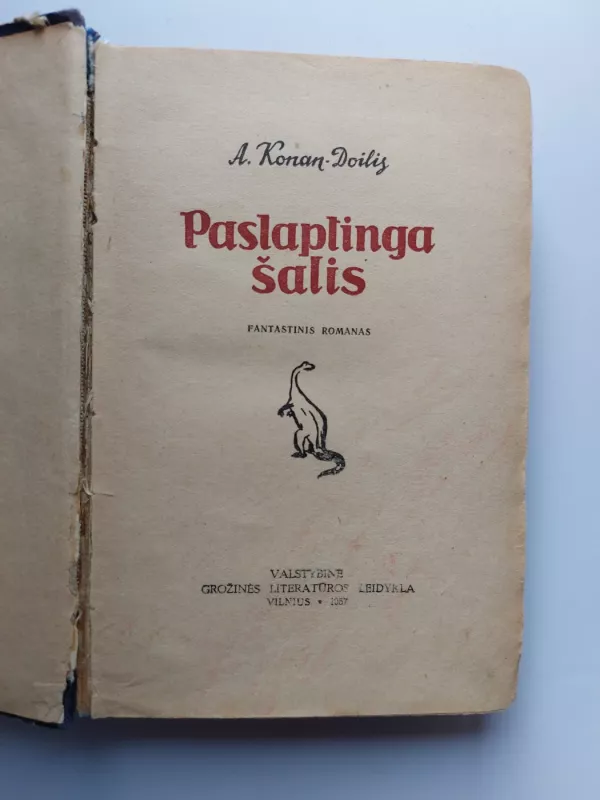 A. Konan-Doilis
Paslaptinga
šalis
FANTASTINIS ROMANAS
VALSTYBINĖ
GROŽINĖS LITERATŪROS LEIDYKLA
VILNIUS • 1957